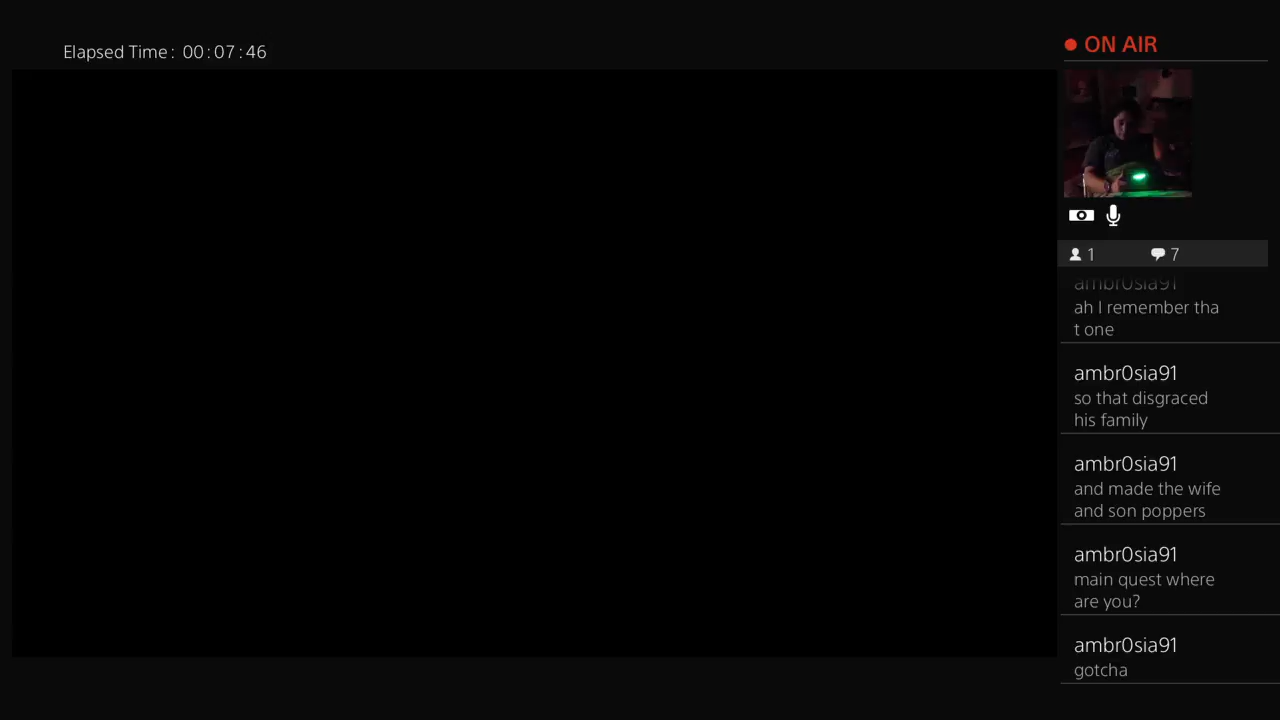 Elapsed Time: 00:07:46
ON AIR
1 7
ambr0sia91
ah I remember tha
t one
ambr0sia91
so that disgraced
his family
ambr0sia91
and made the wife
and son poppers
ambr0sia91
main quest where
are you?
ambr0sia91
gotcha